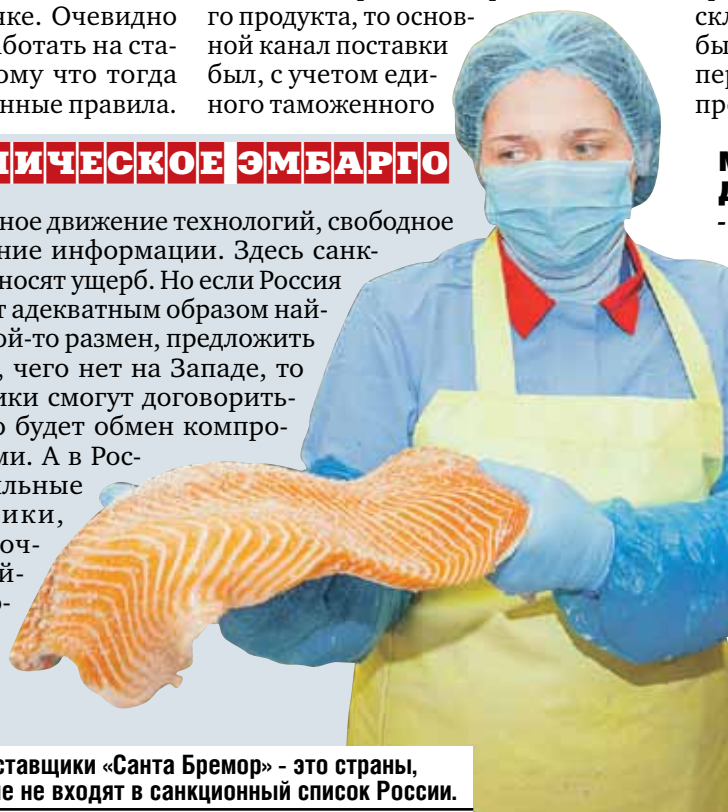 нке. Очевидно
аботать на ста-
ому что тогда
нные правила.
го продукта, то основ-
ной канал поставки
был, с учетом еди-
ного таможенного
скл
бы
пер
пр
ИЧЕСКОЕ ЭМБАРГО
ное движение технологий, свободное
ние информации. Здесь санк-
носят ущерб. Но если Россия
т адекватным образом най-
ой-то размен, предложить
, чего нет на Западе, то
ики смогут договорить-
о будет обмен компро-
ми. А в Рос-
льные
ики,
оч-
й-
ставщики «Санта Бремор» - это страны,
ые не входят в санкционный список России.